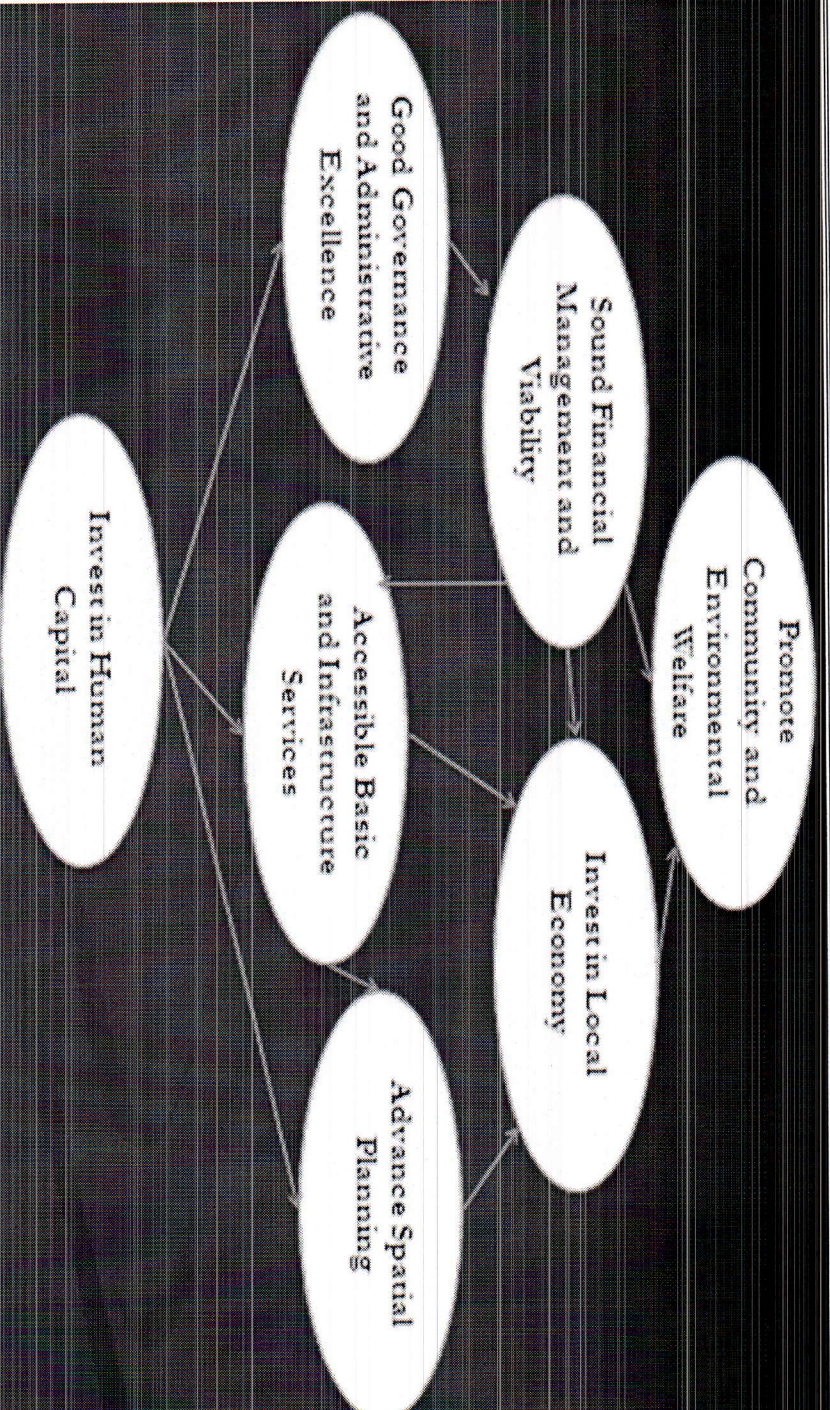 Promote
Community and
Environmental
Welfare
Sound Financial
Management and
Viability
Invest in Local
Economy
Good Governance
and Administrative
Excellence
Accessible Basic
and Infrastructure
Services
Advance Spatial
Planning
Invest in Human
Capital